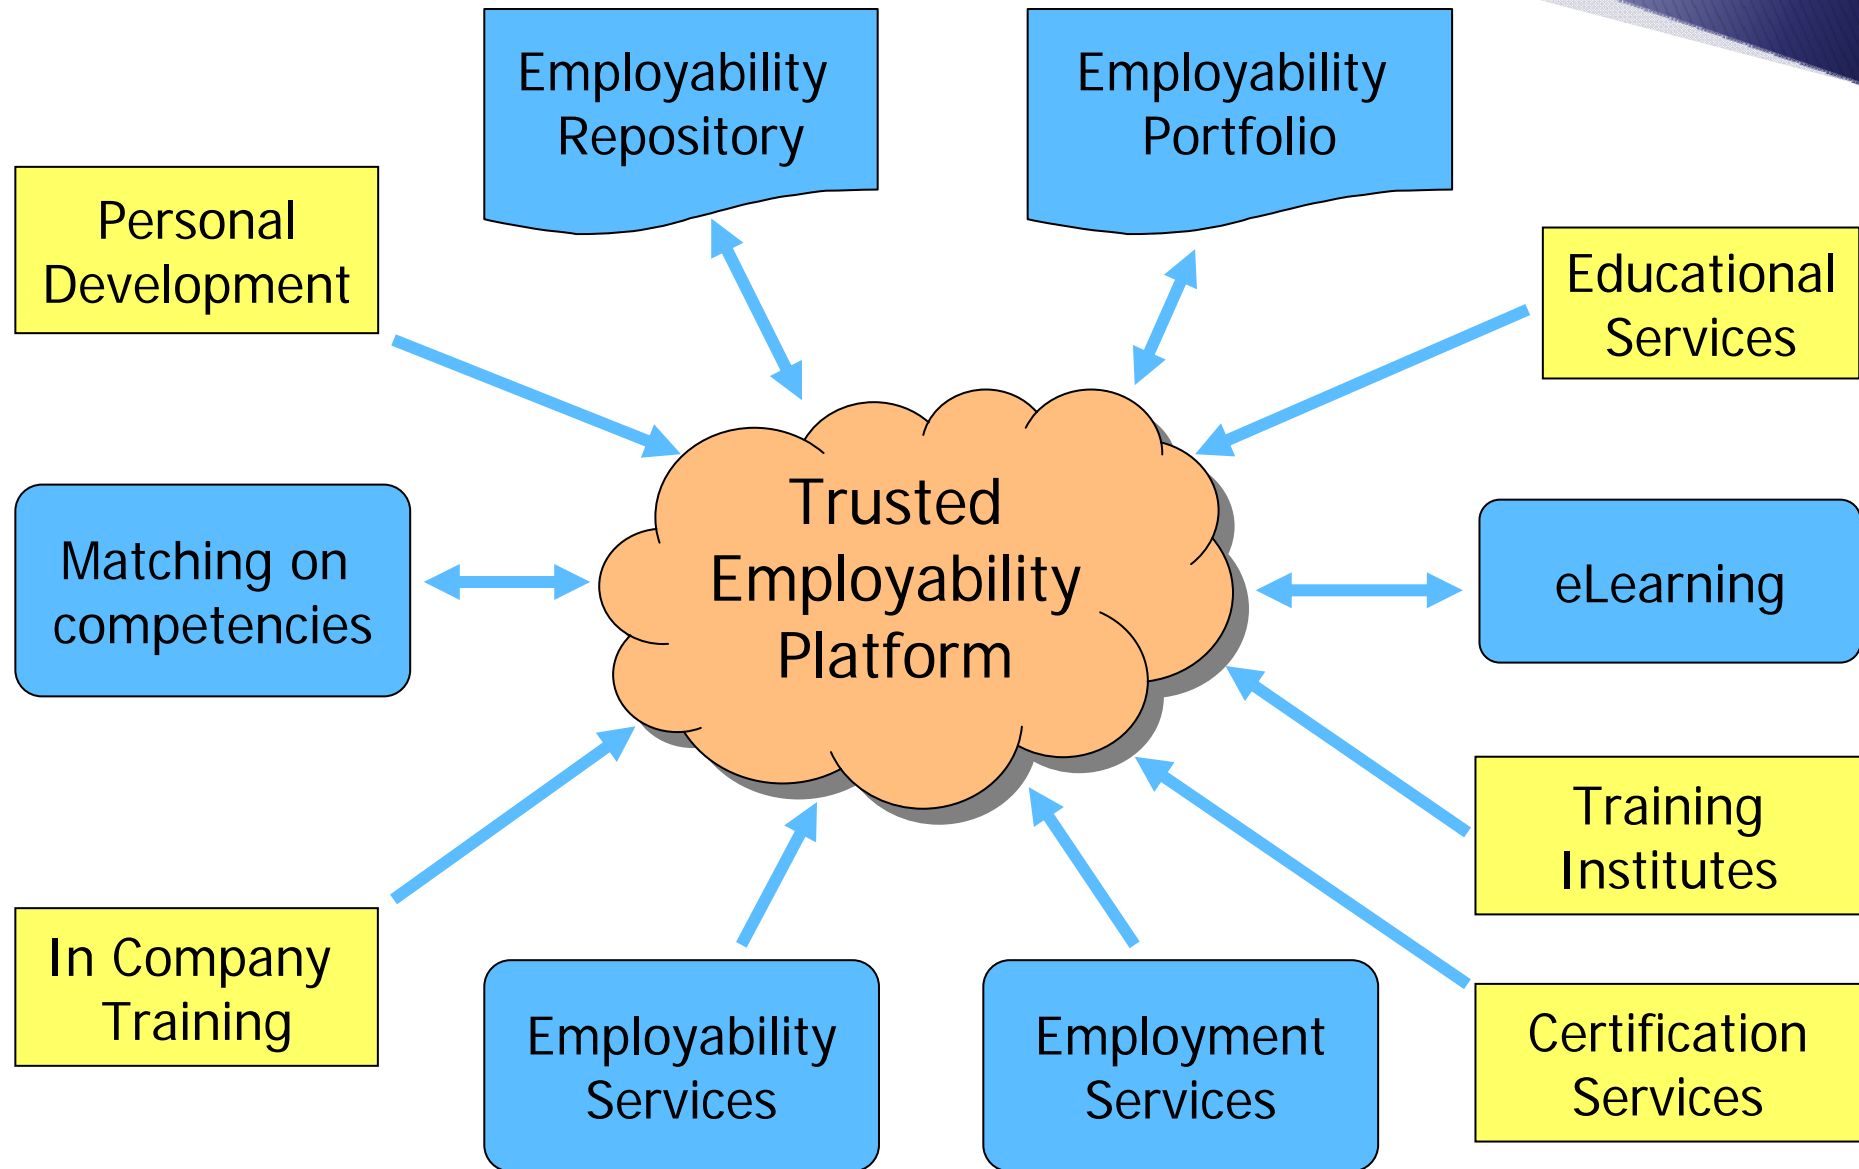 Employability
Repository
Employability
Portfolio
Personal
Development
Educational
Services
Trusted
Employability
Platform
Matching on
competencies
eLearning
Training
Institutes
In Company
Training
Employability
Services
Employment
Services
Certification
Services